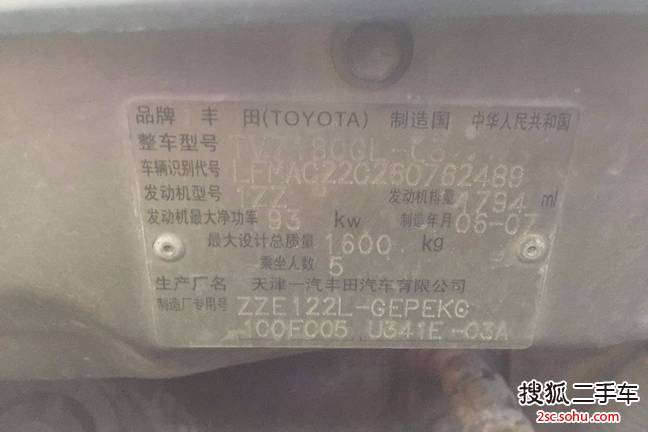 品牌 丰 田(TOYOTA) 制造国 中华人民共和国
整车型号 TV7180GL-C3
车辆识别代号 LFMACZ2C260762489
发动机型号 1ZZ 发动机排量 1794 ml
发动机最大净功率 93 kw 制造年月 06-07
最大设计总质量 1600 kg
乘坐人数 5
生产厂名 天津一汽丰田汽车有限公司
制造厂专用号 ZZE122L-GEPEKC
1C0FC05 U341E-03A
搜狐 二手车
2sc.sohu.com